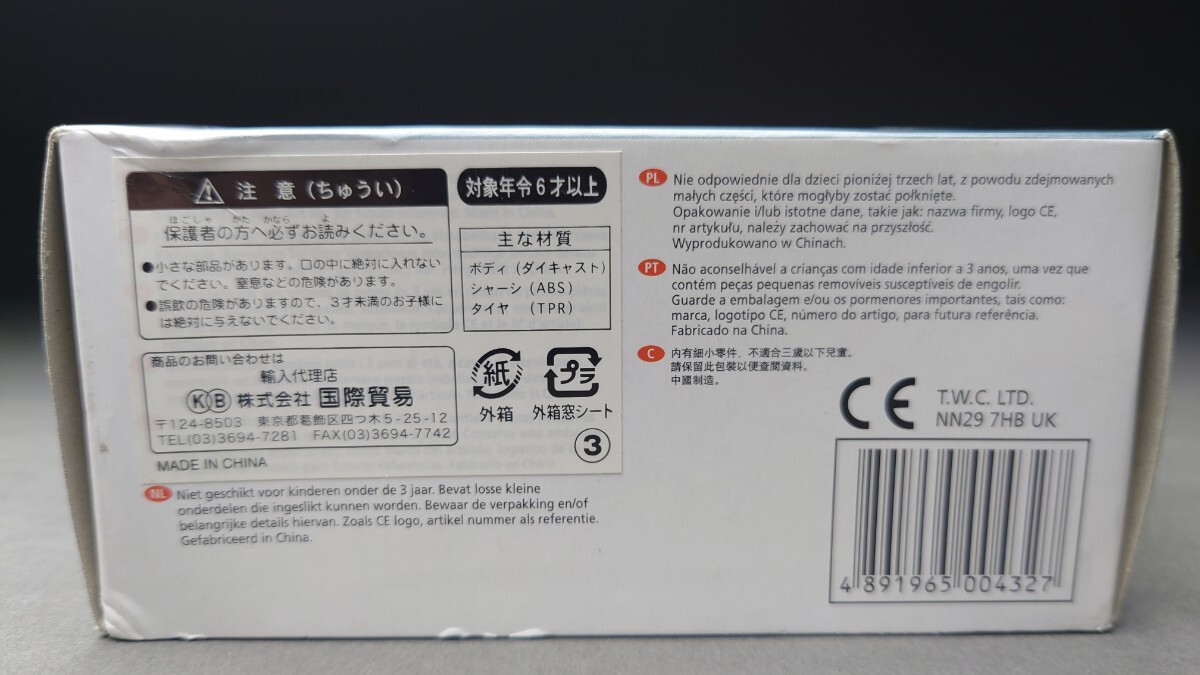 注意(ちゅうい)
ほごしゃ かた かなら よ
保護者の方へ必ずお読みください。
●小さな部品があります。口の中に絶対に入れない
でください。窒息などの危険があります。
●誤飲の危険がありますので、3才未満のお子様に
は絶対に与えないでください。
商品のお問い合わせは
輸入代理店
KB 株式会社 国際貿易
〒124-8503 東京都葛飾区四つ木5-25-12
TEL(03)3694-7281 FAX(03)3694-7742
MADE IN CHINA
対象年令6才以上
主な材質
ボディ(ダイキャスト)
シャーシ(ABS)
タイヤ (TPR)
紙
外箱
プラ
外箱窓シート
③
NL Niet geschikt voor kinderen onder de 3 jaar. Bevat losse kleine
onderdelen die ingeslikt kunnen worden. Bewaar de verpakking en/of
belangrijke details hiervan. Zoals CE logo, artikel nummer als referentie.
Gefabriceerd in China.
PL Nie odpowiednie dla dzieci pioniżej trzech lat, z powodu zdejmowanych
małych części, które mogłyby zostać połknięte.
Opakowanie i/lub istotne dane, takie jak: nazwa firmy, logo CE,
nr artykułu, należy zachować na przyszłość.
Wyprodukowano w Chinach.
PT Não aconselhável a crianças com idade inferior a 3 anos, uma vez que
contém peças pequenas removíveis susceptíveis de engolir.
Guarde a embalagem e/ou os pormenores importantes, tais como:
marca, logotipo CE, número do artigo, para futura referência.
Fabricado na China.
C 內有細小零件，不適合三歲以下兒童。
請保留此包裝以便查閱資料。
中國制造。
CE
T.W.C. LTD.
NN29 7HB UK
4 891965 004327